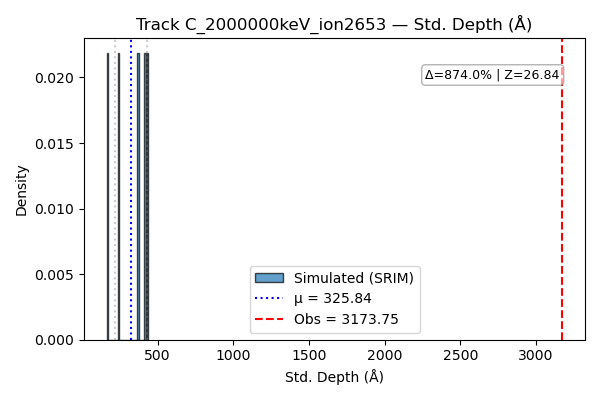 Track C_2000000keV_ion2653 — Std. Depth (Å)
Δ=874.0% | Z=26.84
Density
0.020
0.015
0.010
0.005
0.000
Simulated (SRIM)
μ = 325.84
Obs = 3173.75
500 1000 1500 2000 2500 3000
Std. Depth (Å)